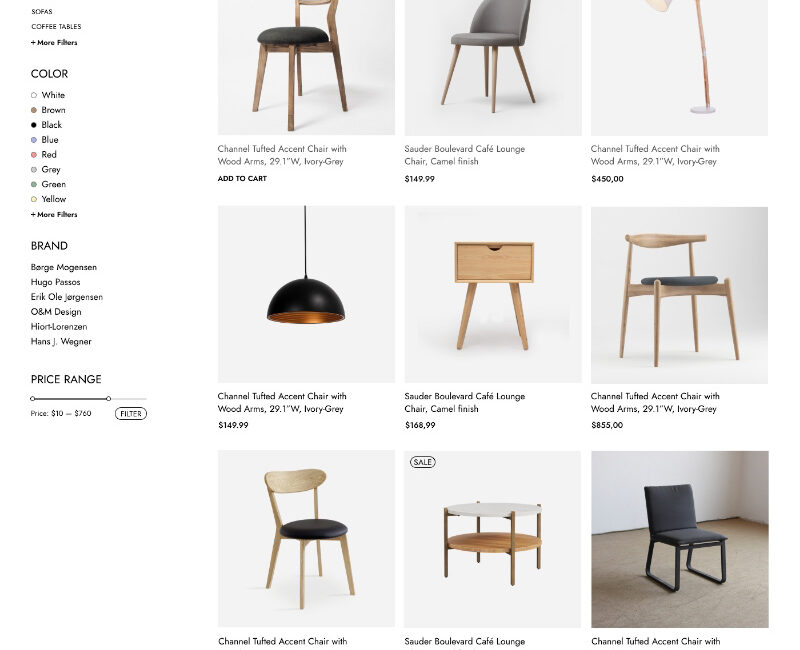 SOFAS
COFFEE TABLES
+ More Filters
COLOR
White
Brown
Black
Blue
Red
Grey
Green
Yellow
+ More Filters
BRAND
Børge Mogensen
Hugo Passos
Erik Ole Jørgensen
O&M Design
Hiort-Lorenzen
Hans J. Wegner
PRICE RANGE
Price: $10 — $760
FILTER
Channel Tufted Accent Chair with
Wood Arms, 29.1”W, Ivory-Grey
ADD TO CART
Sauder Boulevard Café Lounge
Chair, Camel finish
$149.99
Channel Tufted Accent Chair with
Wood Arms, 29.1”W, Ivory-Grey
$450,00
Channel Tufted Accent Chair with
Wood Arms, 29.1”W, Ivory-Grey
$149.99
Sauder Boulevard Café Lounge
Chair, Camel finish
$168,99
Channel Tufted Accent Chair with
Wood Arms, 29.1”W, Ivory-Grey
$855,00
Channel Tufted Accent Chair with
SALE
Sauder Boulevard Café Lounge
Channel Tufted Accent Chair with